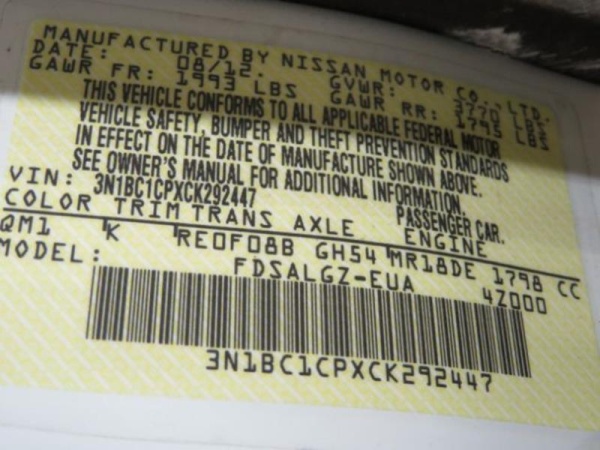 MANUFACTURED BY NISSAN MOTOR CO., LTD.
DATE: 08/12. GVWR: 3770 LBS
GAWR FR: 1993 LBS GAWR RR: 1795 LBS
THIS VEHICLE CONFORMS TO ALL APPLICABLE FEDERAL MOTOR
VEHICLE SAFETY, BUMPER AND THEFT PREVENTION STANDARDS
IN EFFECT ON THE DATE OF MANUFACTURE SHOWN ABOVE.
SEE OWNER'S MANUAL FOR ADDITIONAL INFORMATION.
VIN: 3N1BC1CPXCK292447 PASSENGER CAR.
COLOR TRIM TRANS AXLE ENGINE
QM1 K RE0F08B GH54 MR18DE 1798 CC
MODEL: FDSALGZ-EUA 4Z000
3N1BC1CPXCK292447